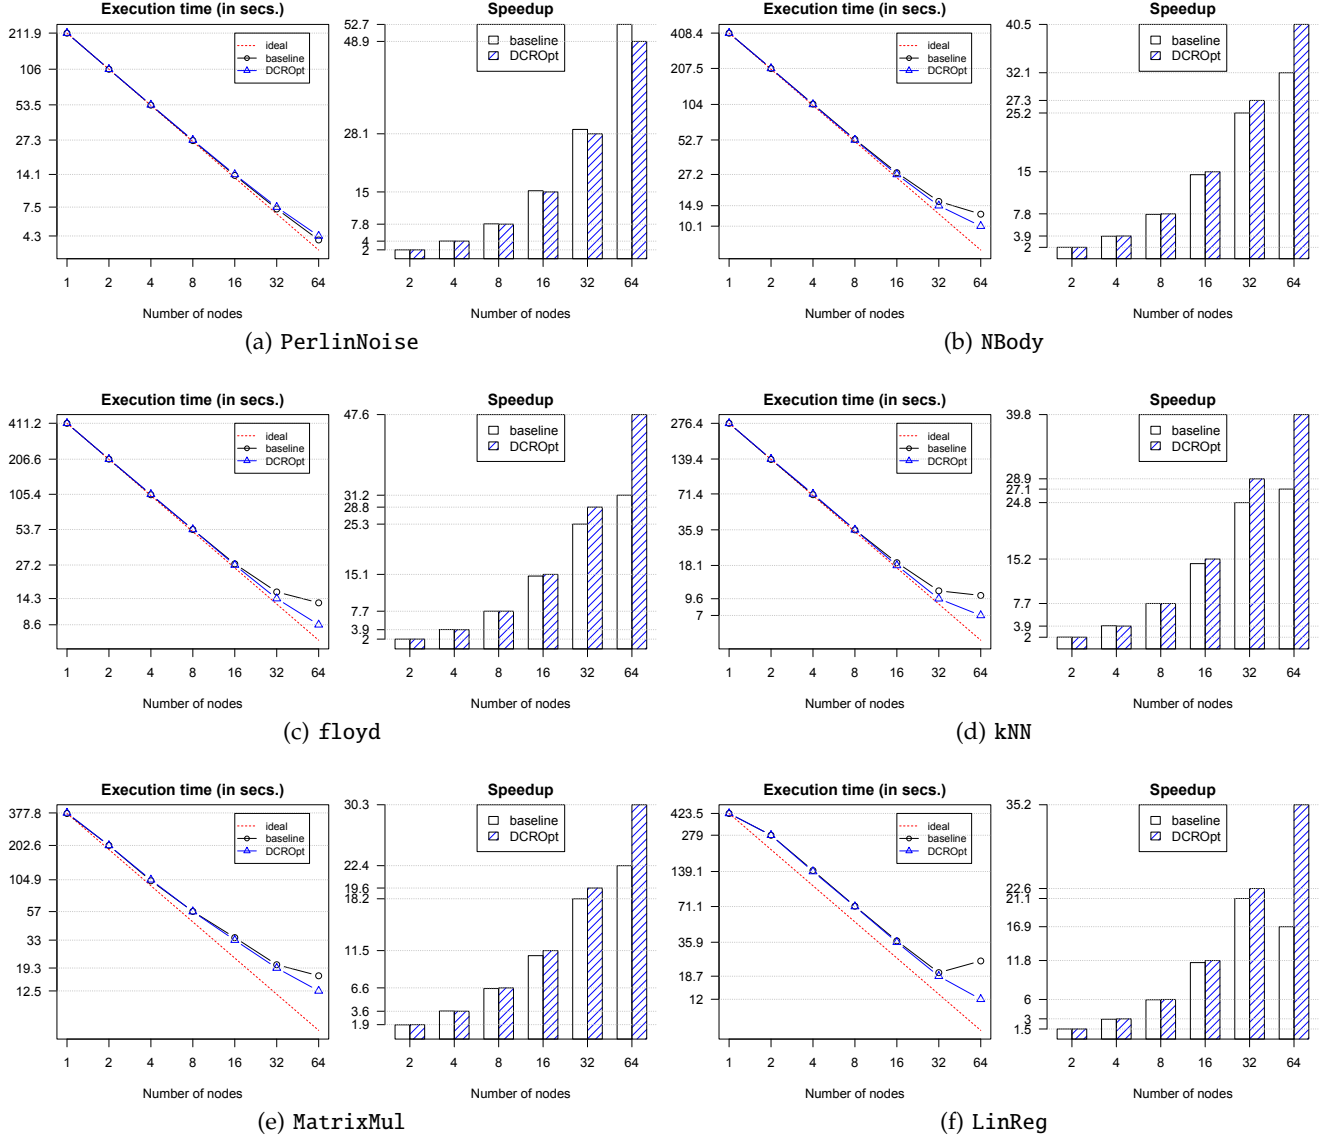 Execution time (in secs.)
211.9
106
53.5
27.3
14.1
7.5
4.3
ideal
baseline
DCROpt
1 2 4 8 16 32 64
Number of nodes
Speedup
52.7
48.9
28.1
15
7.8
4
2
baseline
DCROpt
2 4 8 16 32 64
Number of nodes
(a) PerlinNoise
Execution time (in secs.)
408.4
207.5
104
52.7
27.2
14.9
10.1
ideal
baseline
DCROpt
1 2 4 8 16 32 64
Number of nodes
Speedup
40.5
32.1
27.3
25.2
15
7.8
3.9
2
baseline
DCROpt
2 4 8 16 32 64
Number of nodes
(b) NBody
Execution time (in secs.)
411.2
206.6
105.4
53.7
27.2
14.3
8.6
ideal
baseline
DCROpt
1 2 4 8 16 32 64
Number of nodes
Speedup
47.6
31.2
28.8
25.3
15.1
7.7
3.9
2
baseline
DCROpt
2 4 8 16 32 64
Number of nodes
(c) floyd
Execution time (in secs.)
276.4
139.4
71.4
35.9
18.1
9.6
7
ideal
baseline
DCROpt
1 2 4 8 16 32 64
Number of nodes
Speedup
39.8
28.9
27.1
24.8
15.2
7.7
3.9
2
baseline
DCROpt
2 4 8 16 32 64
Number of nodes
(d) kNN
Execution time (in secs.)
377.8
202.6
104.9
57
33
19.3
12.5
ideal
baseline
DCROpt
1 2 4 8 16 32 64
Number of nodes
Speedup
30.3
22.4
19.6
18.2
11.5
6.6
3.6
1.9
baseline
DCROpt
2 4 8 16 32 64
Number of nodes
(e) MatrixMul
Execution time (in secs.)
423.5
279
139.1
71.1
35.9
18.7
12
ideal
baseline
DCROpt
1 2 4 8 16 32 64
Number of nodes
Speedup
35.2
22.6
21.1
16.9
11.8
6
3
1.5
baseline
DCROpt
2 4 8 16 32 64
Number of nodes
(f) LinReg